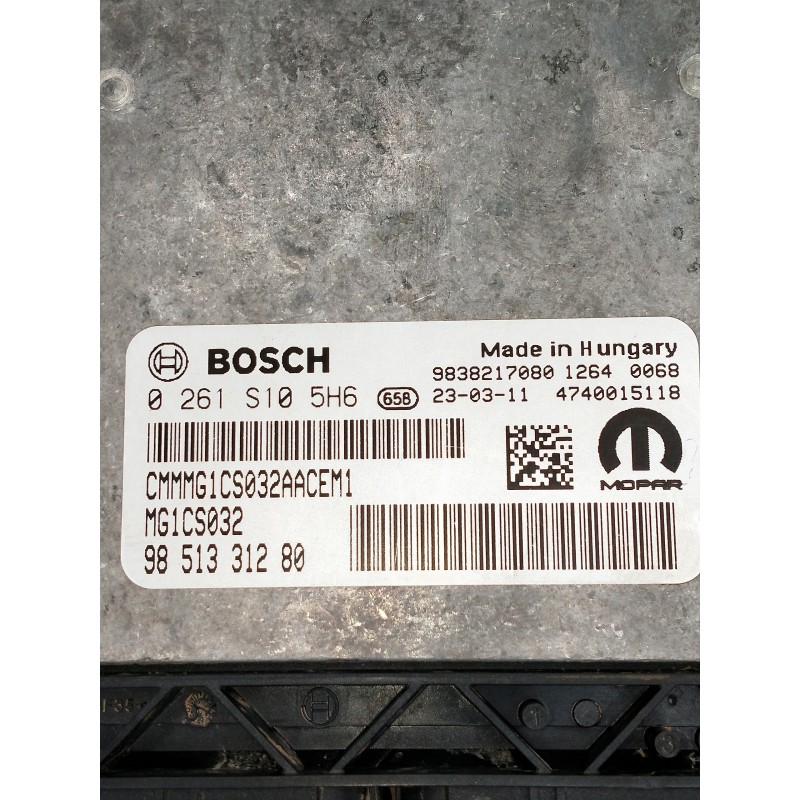 BOSCH
Made in Hungary
9838217080 1264 0068
0 261 S10 5H6 658 23-03-11 4740015118
CMMMG1CS032AACEM1
MOPAR
MG1CS032
98 513 312 80